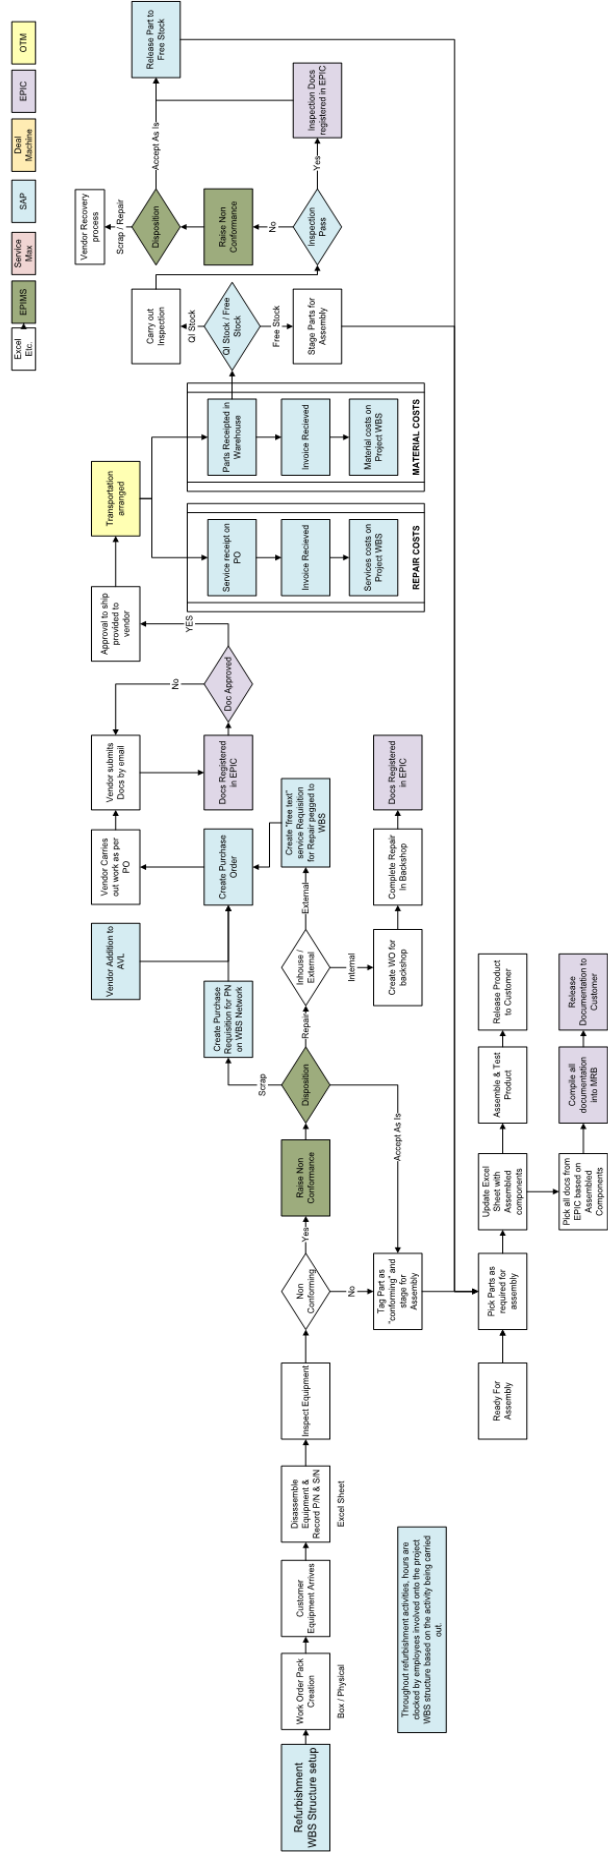 Refurbishment
WBS Structure setup
Work Order Pack
Creation
Box / Physical
Customer
Equipment Arrives
Disassemble
Equipment &
Record P/N & S/N
Excel Sheet
Inspect Equipment
Non
Conforming
Yes
No
Raise Non
Conformance
Tag Part as
"conforming" and
stage for
Assembly
Disposition
Scrap
Repair
Accept As Is
Create Purchase
Requisition for PN
on WBS Network
Vendor Addition to
AVL
Inhouse /
External
External
Internal
Create WO for
backshop
Complete Repair
In Backshop
Docs Registered
in EPIC
Create "free text"
service Requisition
for Repair pegged to
WBS
Create Purchase
Order
Vendor Carries
out work as per
PO
Vendor submits
Docs by email
Docs Registered
in EPIC
Doc Approved
No
YES
Approval to ship
provided to
vendor
Transportation
arranged
Service receipt on
PO
Invoice Recieved
Services costs on
Project WBS
REPAIR COSTS
Parts Receipted in
Warehouse
Invoice Recieved
Material costs on
Project WBS
MATERIAL COSTS
QI Stock / Free
Stock
QI Stock
Free Stock
Carry out
Inspection
Stage Parts for
Assembly
Inspection
Pass
No
Yes
Raise Non
Conformance
Inspection Docs
registered in EPIC
Disposition
Scrap / Repair
Accept As Is
Vendor Recovery
process
Release Part to
Free Stock
Ready For
Assembly
Pick Parts as
required for
assembly
Update Excel
Sheet with
Assembled
components
Assemble & Test
Product
Release Product
to Customer
Pick all docs from
EPIC based on
Assembled
Components
Compile all
documentation
into MRB
Release
Documentation to
Customer
Throughout refurbishment activities, hours are
clocked by employees involved onto the project
WBS structure based on the activity being carried
out.
Excel
Etc.
EPIMS
Service
Max
SAP
Deal
Machine
EPIC
OTM